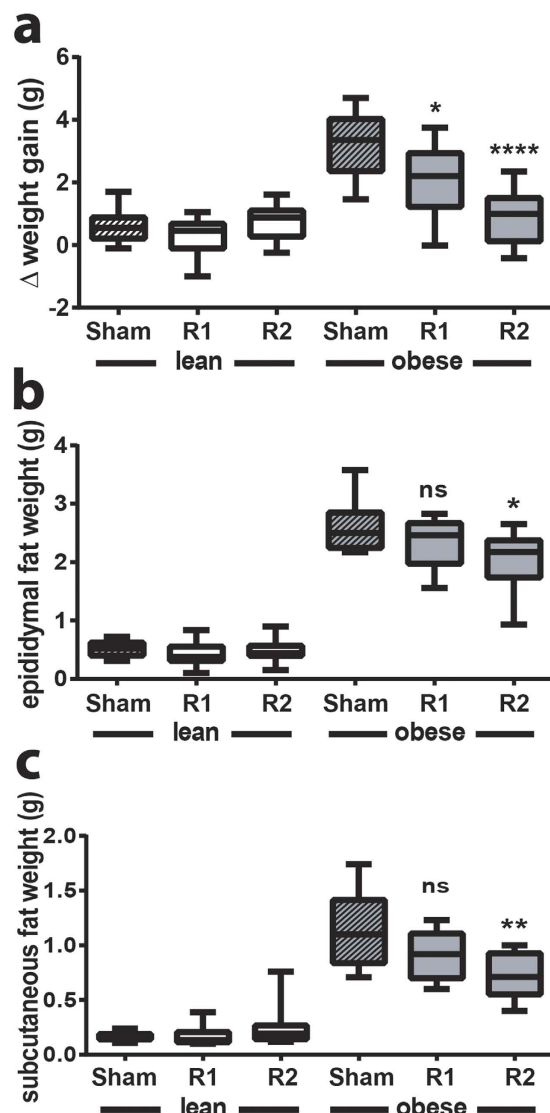 a
Δ weight gain (g)
6
4
2
0
-2
*
****
Sham R1 R2 Sham R1 R2
lean obese
b
epididymal fat weight (g)
4
3
2
1
0
ns
*
Sham R1 R2 Sham R1 R2
lean obese
c
subcutaneous fat weight (g)
2.0
1.5
1.0
0.5
0.0
ns
**
Sham R1 R2 Sham R1 R2
lean obese